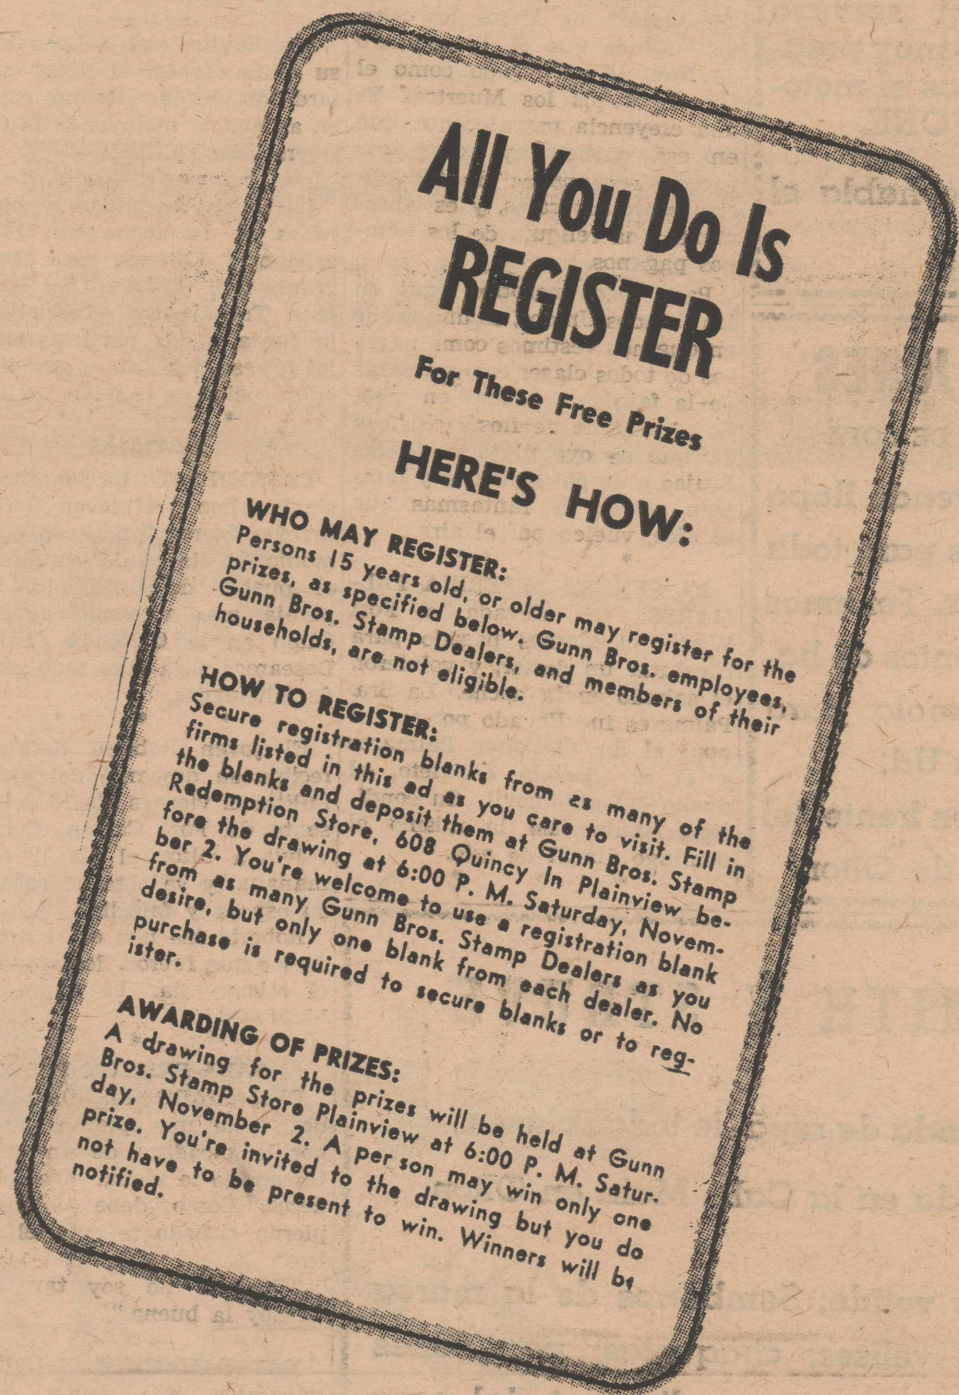 All You Do Is
REGISTER
For These Free Prizes
HERE'S HOW:
WHO MAY REGISTER:
Persons 15 years old, or older may register for the
prizes, as specified below. Gunn Bros. employees,
Gunn Bros. Stamp Dealers, and members of their
households, are not eligible.
HOW TO REGISTER:
Secure registration blanks from as many of the
firms listed in this ad as you care to visit. Fill in
the blanks and deposit them at Gunn Bros. Stamp
Redemption Store, 608 Quincy In Plainview be-
fore the drawing at 6:00 P. M. Saturday, Novem-
ber 2. You're welcome to use a registration blank
from as many Gunn Bros. Stamp Dealers as you
desire, but only one blank from each dealer. No
purchase is required to secure blanks or to reg-
ister.
AWARDING OF PRIZES:
A drawing for the prizes will be held at Gunn
Bros. Stamp Store Plainview at 6:00 P. M. Satur-
day, November 2. A per son may win only one
prize. You're invited to the drawing but you do
not have to be present to win. Winners will be
notified.